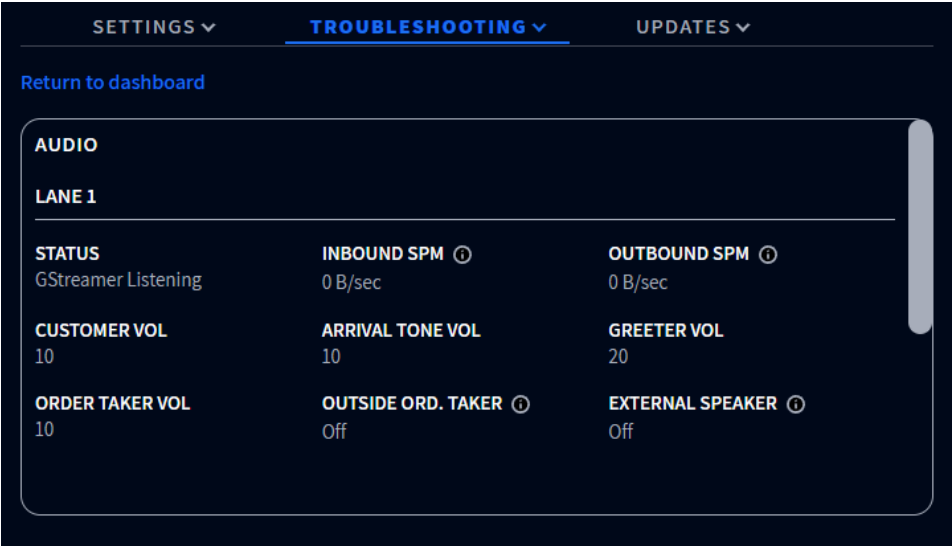 SETTINGS TROUBLESHOOTING UPDATES
Return to dashboard
AUDIO
LANE 1
STATUS INBOUND SPM OUTBOUND SPM
GStreamer Listening 0 B/sec 0 B/sec
CUSTOMER VOL ARRIVAL TONE VOL GREETER VOL
10 10 20
ORDER TAKER VOL OUTSIDE ORD. TAKER EXTERNAL SPEAKER
10 Off Off